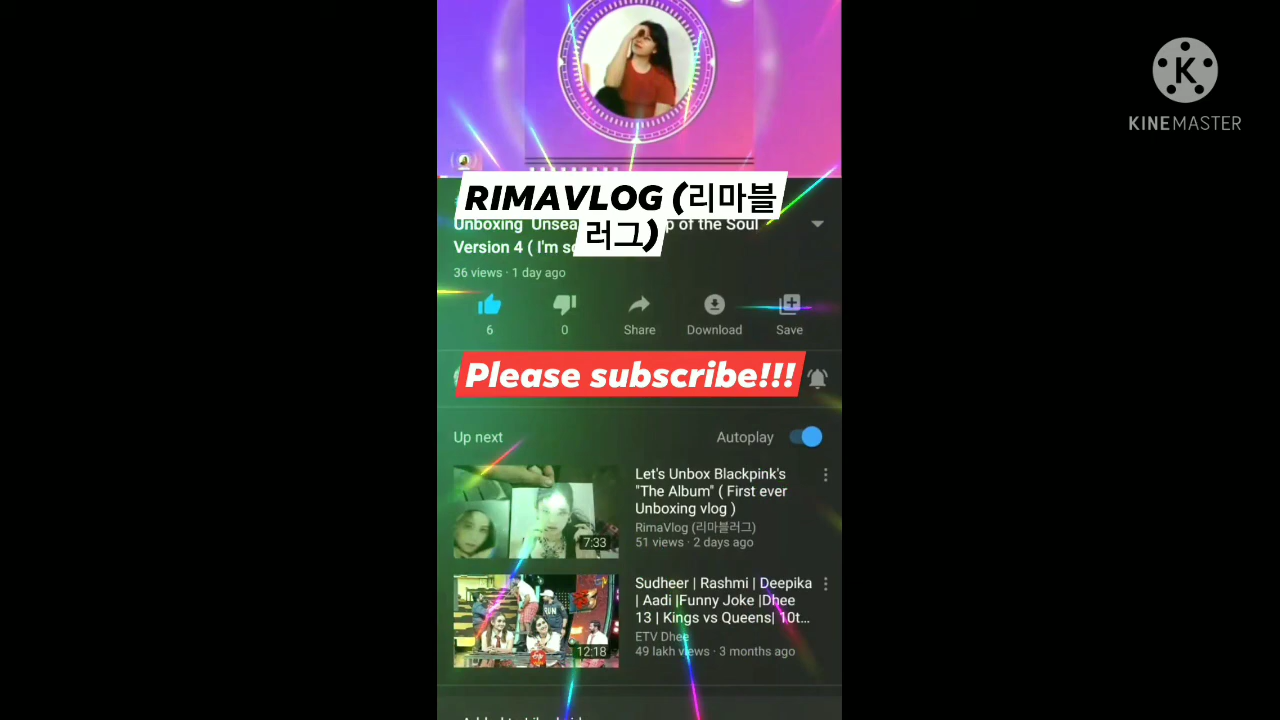 KINEMASTER
RIMAVLOG (리마블
러그)
Unboxing of the Soul
Version 4 ( I'm
36 views · 1 day ago
6
0
Share
Download
Save
Please subscribe!!!
Up next
Autoplay
Let's Unbox Blackpink's
"The Album" ( First ever
Unboxing vlog )
RimaVlog (리마블러그)
51 views · 2 days ago
7:33
Sudheer | Rashmi | Deepika
| Aadi |Funny Joke |Dhee
13 | Kings vs Queens| 10t...
ETV Dhee
49 lakh views · 3 months ago
12:18